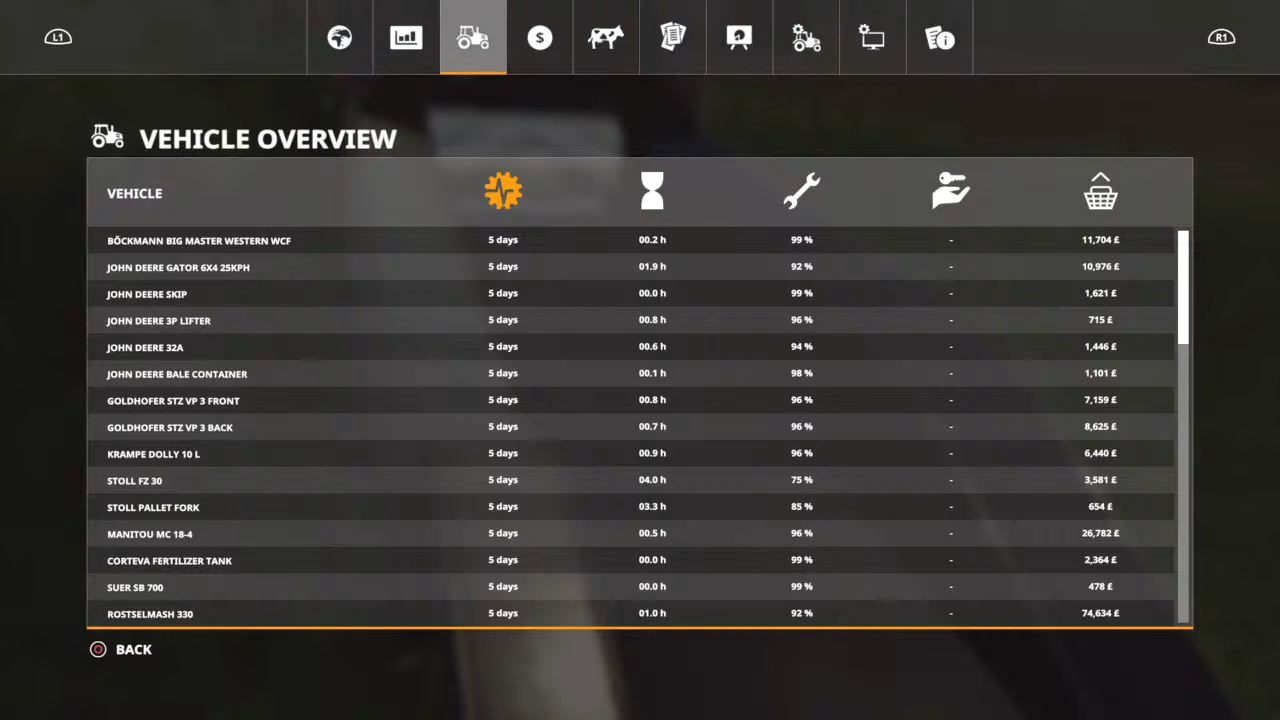 L1
$
R1
VEHICLE OVERVIEW
VEHICLE
BÖCKMANN BIG MASTER WESTERN WCF 5 days 00.2 h 99 % - 11,704 £
JOHN DEERE GATOR 6X4 25KPH 5 days 01.9 h 92 % - 10,976 £
JOHN DEERE SKIP 5 days 00.0 h 99 % - 1,621 £
JOHN DEERE 3P LIFTER 5 days 00.8 h 96 % - 715 £
JOHN DEERE 32A 5 days 00.6 h 94 % - 1,446 £
JOHN DEERE BALE CONTAINER 5 days 00.1 h 98 % - 1,101 £
GOLDHOFER STZ VP 3 FRONT 5 days 00.8 h 96 % - 7,159 £
GOLDHOFER STZ VP 3 BACK 5 days 00.7 h 96 % - 8,625 £
KRAMPE DOLLY 10 L 5 days 00.9 h 96 % - 6,440 £
STOLL FZ 30 5 days 04.0 h 75 % - 3,581 £
STOLL PALLET FORK 5 days 03.3 h 85 % - 654 £
MANITOU MC 18-4 5 days 00.5 h 96 % - 26,782 £
CORTEVA FERTILIZER TANK 5 days 00.0 h 99 % - 2,364 £
SUER SB 700 5 days 00.0 h 99 % - 478 £
ROSTSELMASH 330 5 days 01.0 h 92 % - 74,634 £
BACK